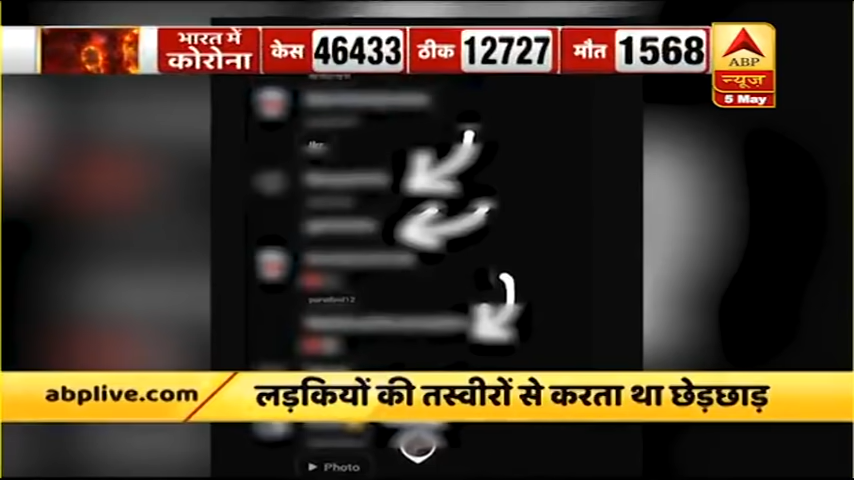 भारत में
कोरोना
केस 46433 ठीक 12727 मौत 1568
ABP
न्यूज़
5 May
abplive.com
लड़कियों की तस्वीरों से करता था छेड़छाड़
Photo